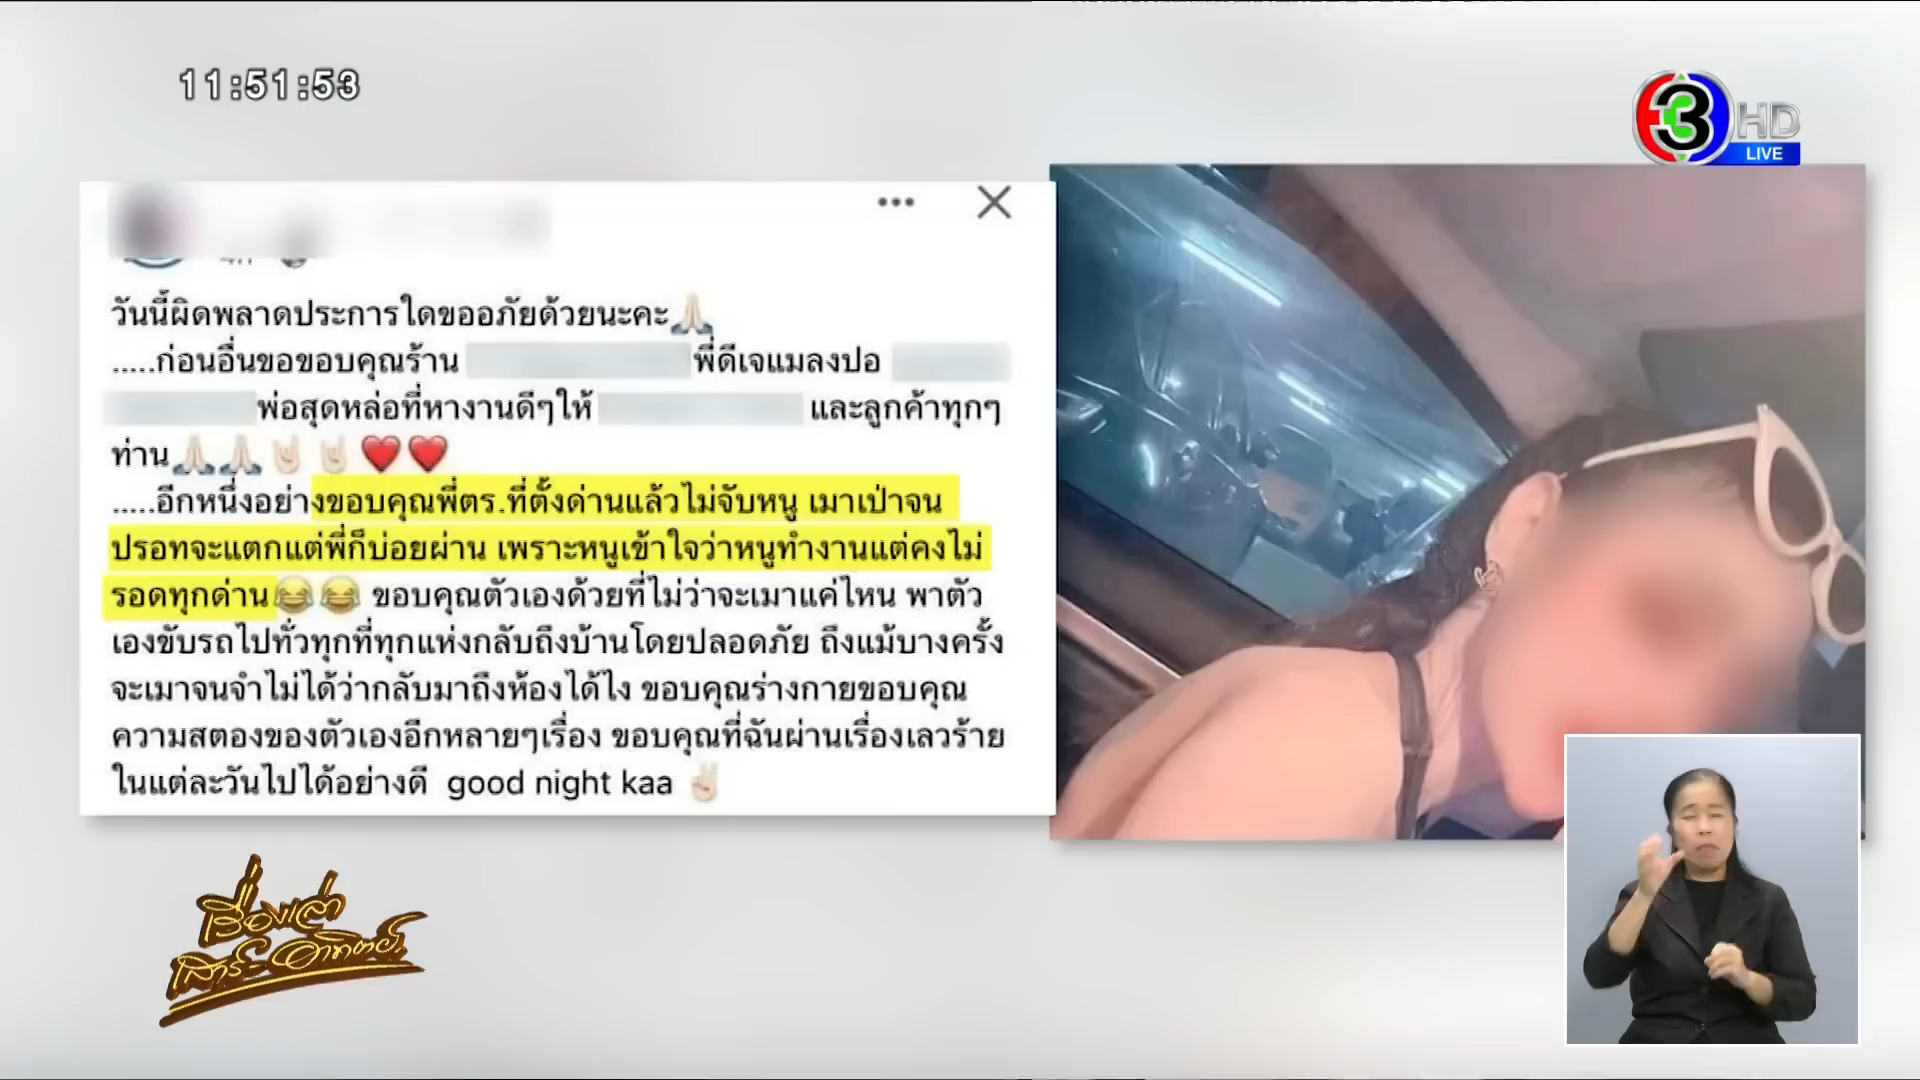 11:51:53
3 HD
LIVE
วันนี้ผิดพลาดประการใดขออภัยด้วยนะคะ🙏🏻
.....ก่อนอื่นขอขอบคุณร้าน พี่ดีเจแมลงปอ
พ่อสุดหล่อที่หางานดีๆให้ และลูกค้าทุกๆ
ท่าน🙏🏻🙏🏻🤘🏻🤘🏻❤️❤️
.....อีกหนึ่งอย่างขอบคุณพี่ตร.ที่ตั้งด่านแล้วไม่จับหนู เมาเป่าจน
ปรอทจะแตกแต่พี่ก็บ่อยผ่าน เพราะหนูเข้าใจว่าหนูทำงานแต่คงไม่
รอดทุกด่าน😂😂 ขอบคุณตัวเองด้วยที่ไม่ว่าจะเมาแค่ไหน พาตัว
เองขับรถไปทั่วทุกที่ทุกแห่งกลับถึงบ้านโดยปลอดภัย ถึงแม้บางครั้ง
จะเมาจนจำไม่ได้ว่ากลับมาถึงห้องได้ไง ขอบคุณร่างกายขอบคุณ
ความสตองของตัวเองอีกหลายๆเรื่อง ขอบคุณที่ฉันผ่านเรื่องเลวร้าย
ในแต่ละวันไปได้อย่างดี good night kaa ✌🏻
เรื่องเล่า
เสาร์-อาทิตย์